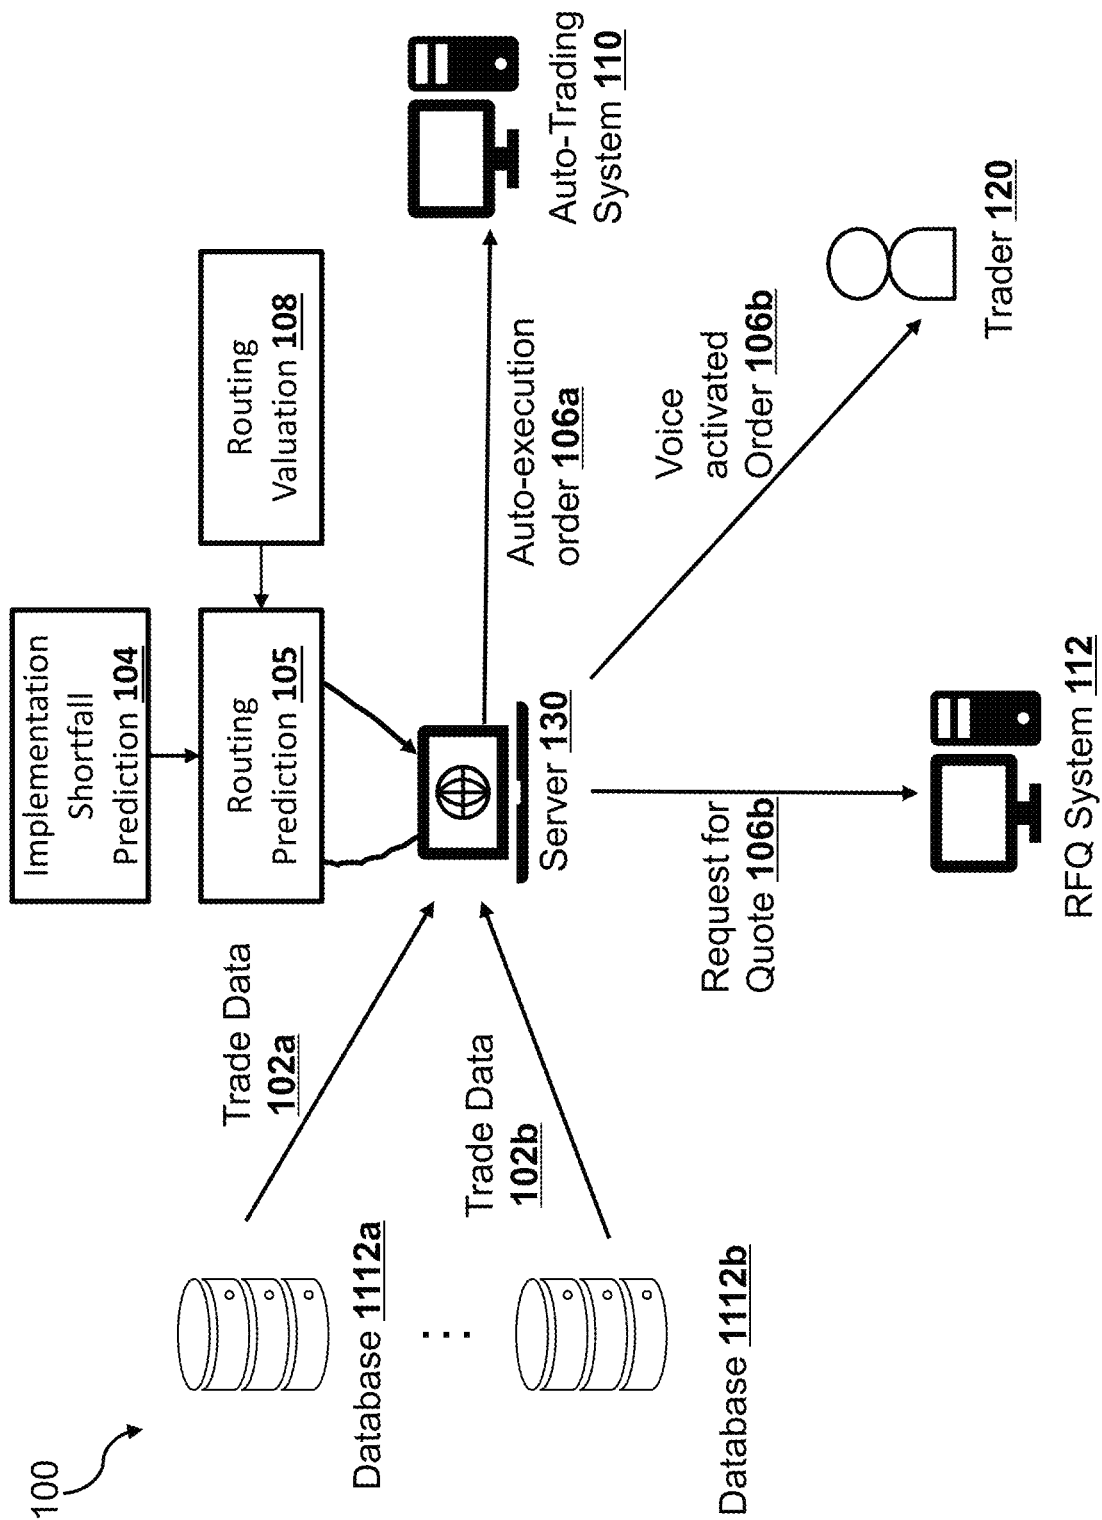 100
Implementation
Shortfall
Prediction 104
Routing
Prediction 105
Routing
Valuation 108
Trade Data
102a
Trade Data
102b
Database 1112a
...
Database 1112b
Server 130
Auto-execution
order 106a
Auto-Trading
System 110
Voice
activated
Order 106b
Trader 120
Request for
Quote 106b
RFQ System 112